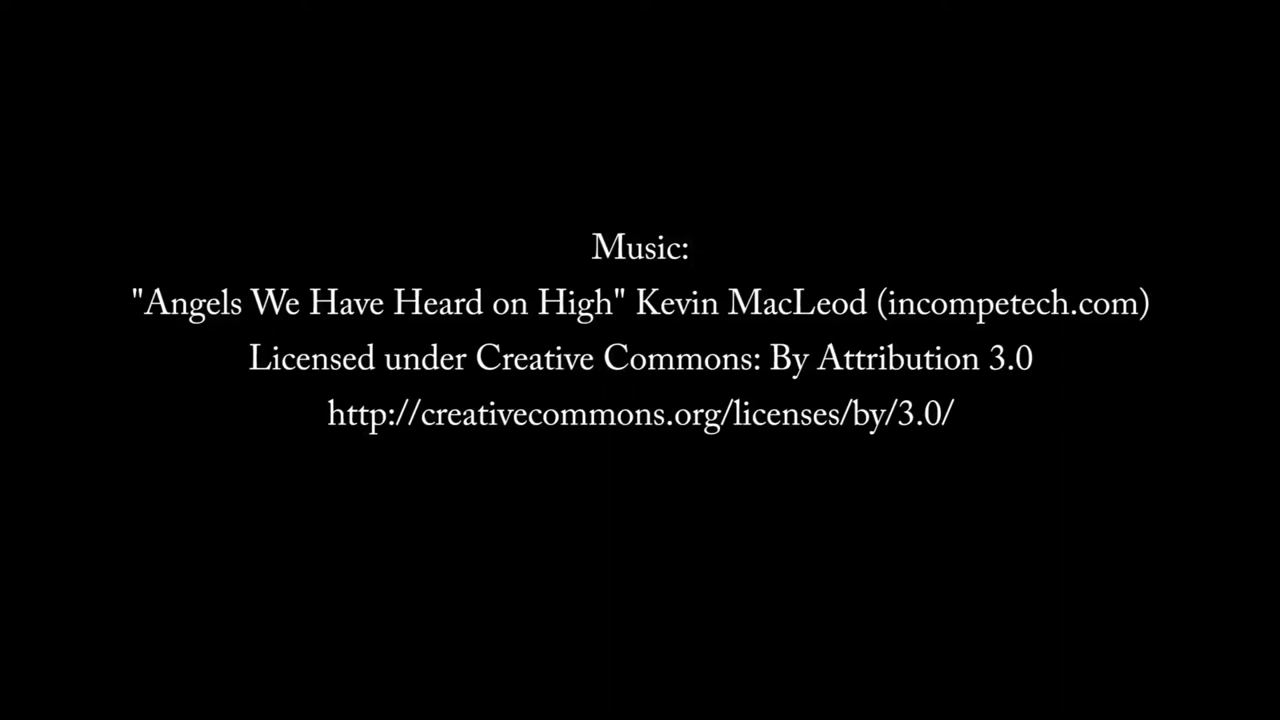 Music:
"Angels We Have Heard on High" Kevin MacLeod (incompetech.com)
Licensed under Creative Commons: By Attribution 3.0
http://creativecommons.org/licenses/by/3.0/